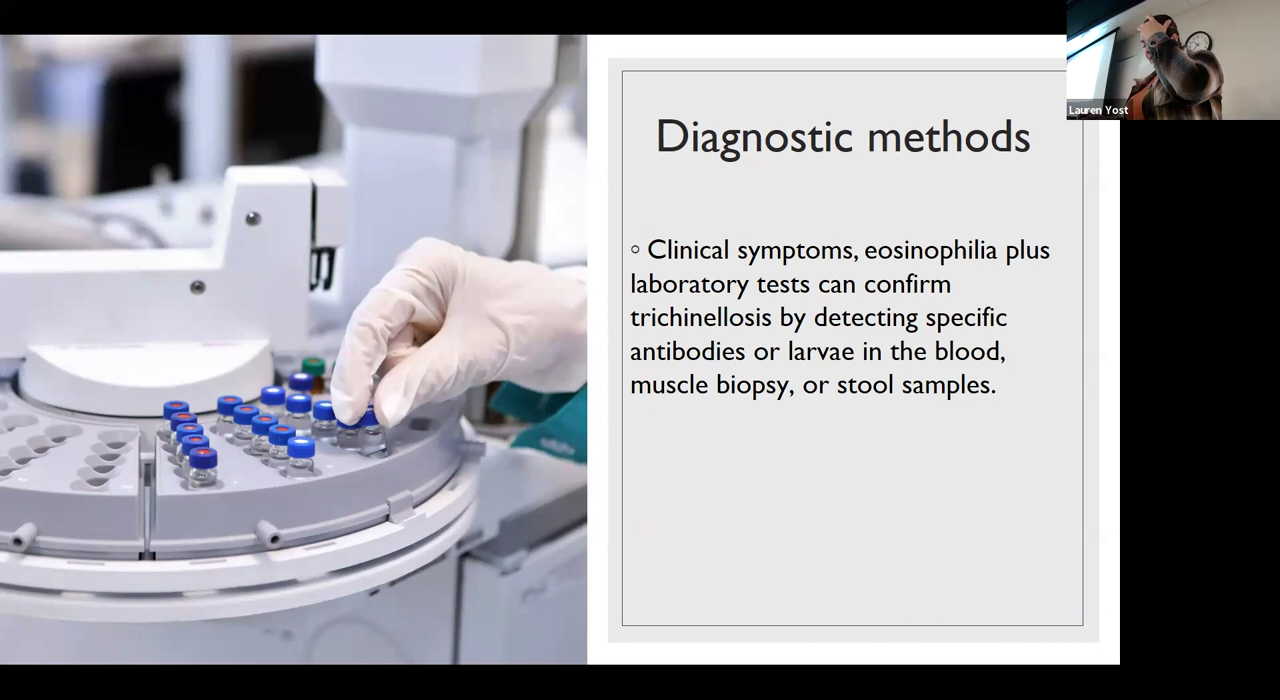 Lauren Yost
Diagnostic methods
◦ Clinical symptoms, eosinophilia plus
laboratory tests can confirm
trichinellosis by detecting specific
antibodies or larvae in the blood,
muscle biopsy, or stool samples.